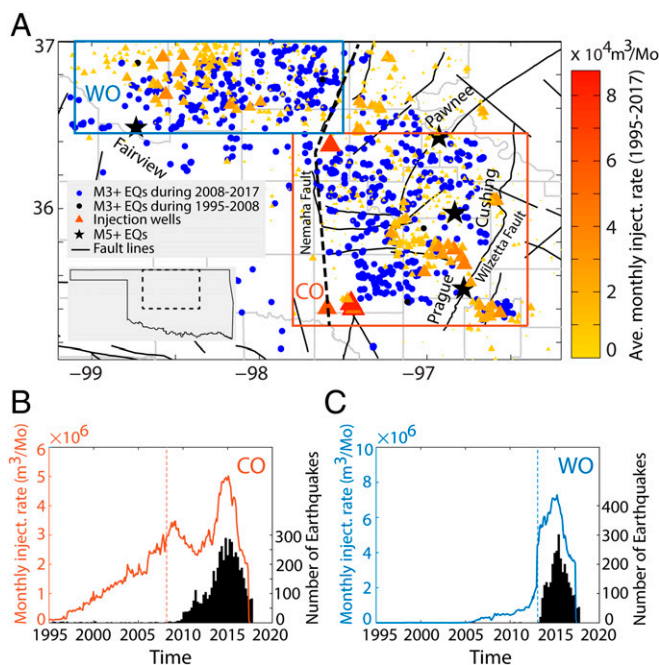 A
37
36
−99
−98
−97
WO
Fairview
Nemaha Fault
Pawnee
Cushing
Wizetta Fault
Prague
CO
M3+ EQs during 2008-2017
M3+ EQs during 1995-2008
Injection wells
M5+ EQs
Fault lines
x 10⁴m³/Mo
8
6
4
2
0
Ave. monthly inject. rate (1995-2017)
B
×10⁶
CO
6
5
4
3
2
1
0
Monthly inject. rate (m³/Mo)
300
200
100
0
Number of Earthquakes
1995 2000 2008 2015 2020
Time
C
×10⁶
WO
10
8
6
4
2
0
Monthly inject. rate (m³/Mo)
400
300
200
100
0
Number of Earthquakes
1995 2000 2005 2013 2020
Time